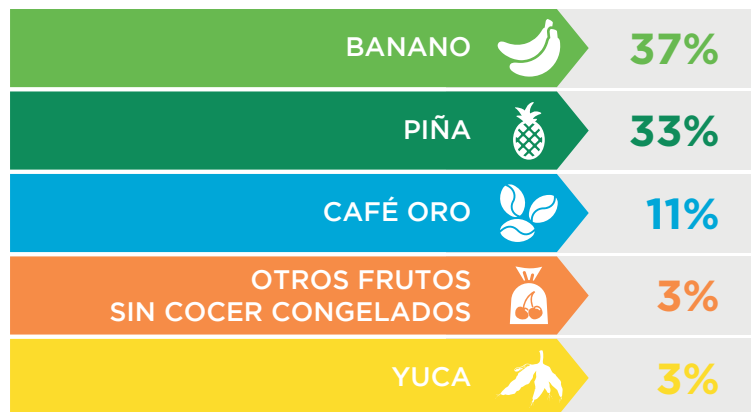 BANANO 37%
PIÑA 33%
CAFÉ ORO 11%
OTROS FRUTOS
SIN COCER CONGELADOS 3%
YUCA 3%